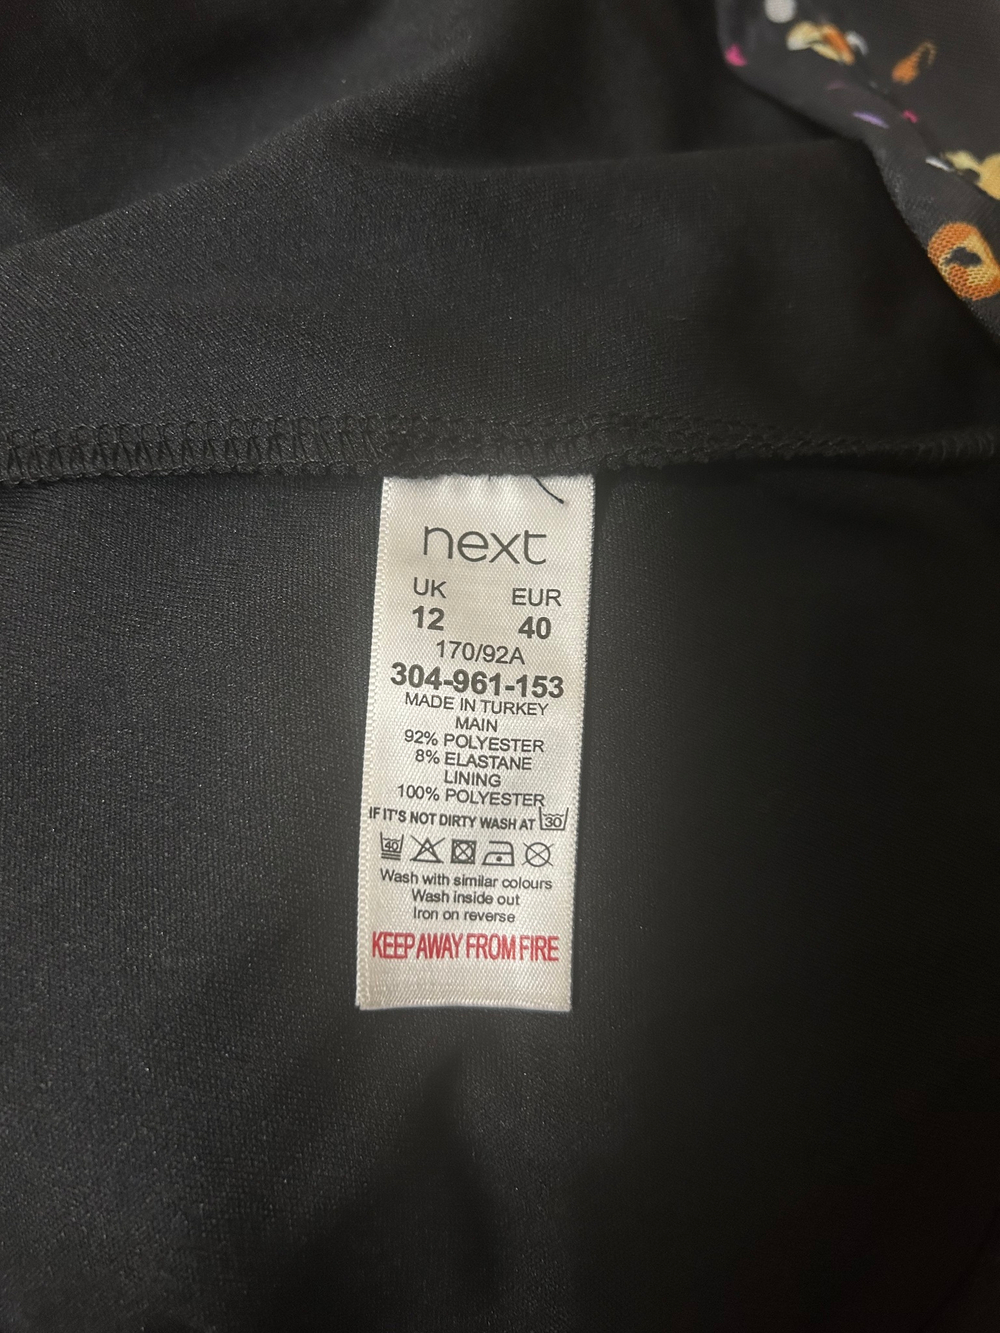 next
UK EUR
12 40
170/92A
304-961-153
MADE IN TURKEY
MAIN
92% POLYESTER
8% ELASTANE
LINING
100% POLYESTER
IF IT'S NOT DIRTY WASH AT 30
40
Wash with similar colours
Wash inside out
Iron on reverse
KEEP AWAY FROM FIRE